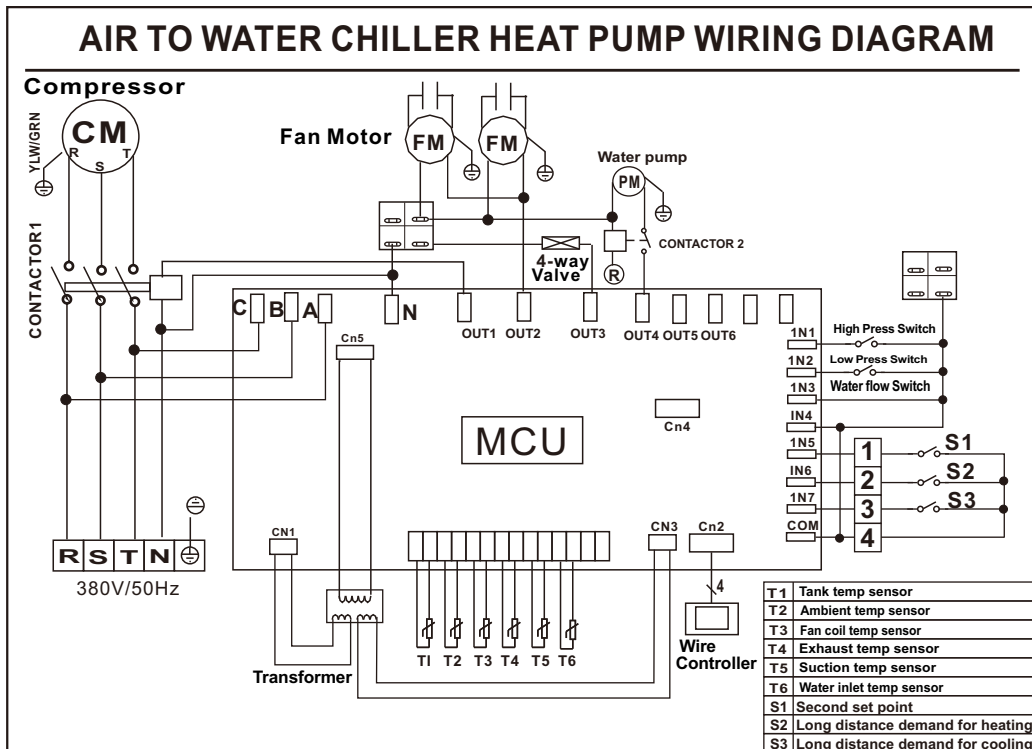 AIR TO WATER CHILLER HEAT PUMP WIRING DIAGRAM
Compressor
YLW/GRN
CM
R
S
T
Fan Motor
FM
FM
Water pump
PM
CONTACTOR1
CONTACTOR 2
4-way
Valve
R
C
B
A
N
OUT1
OUT2
OUT3
OUT4
OUT5
OUT6
Cn5
Cn4
MCU
1N1
High Press Switch
1N2
Low Press Switch
1N3
Water flow Switch
IN4
1N5
1
S1
IN6
2
S2
1N7
3
S3
COM
4
R S T N
380V/50Hz
CN1
CN3
Cn2
4
Transformer
T1
T2
T3
T4
T5
T6
Wire
Controller
T1 Tank temp sensor
T2 Ambient temp sensor
T3 Fan coil temp sensor
T4 Exhaust temp sensor
T5 Suction temp sensor
T6 Water inlet temp sensor
S1 Second set point
S2 Long distance demand for heating
S3 Long distance demand for cooling